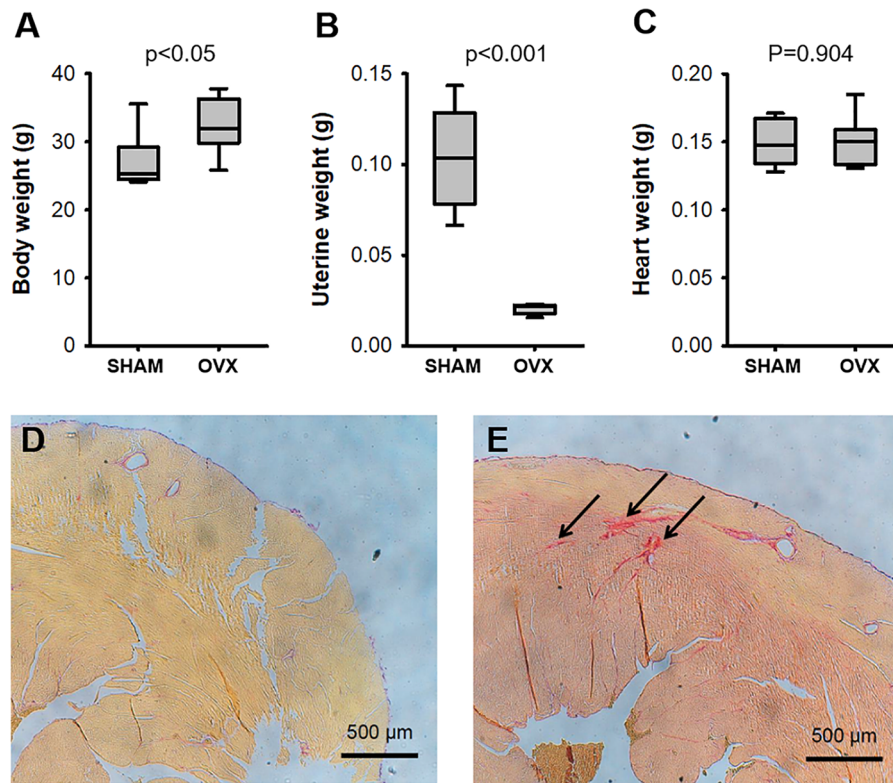 A
p<0.05
Body weight (g)
40
30
20
10
0
SHAM OVX
B
p<0.001
Uterine weight (g)
0.15
0.10
0.05
0.00
SHAM OVX
C
P=0.904
Heart weight (g)
0.20
0.15
0.10
0.05
0.00
SHAM OVX
D
500 µm
E
500 µm